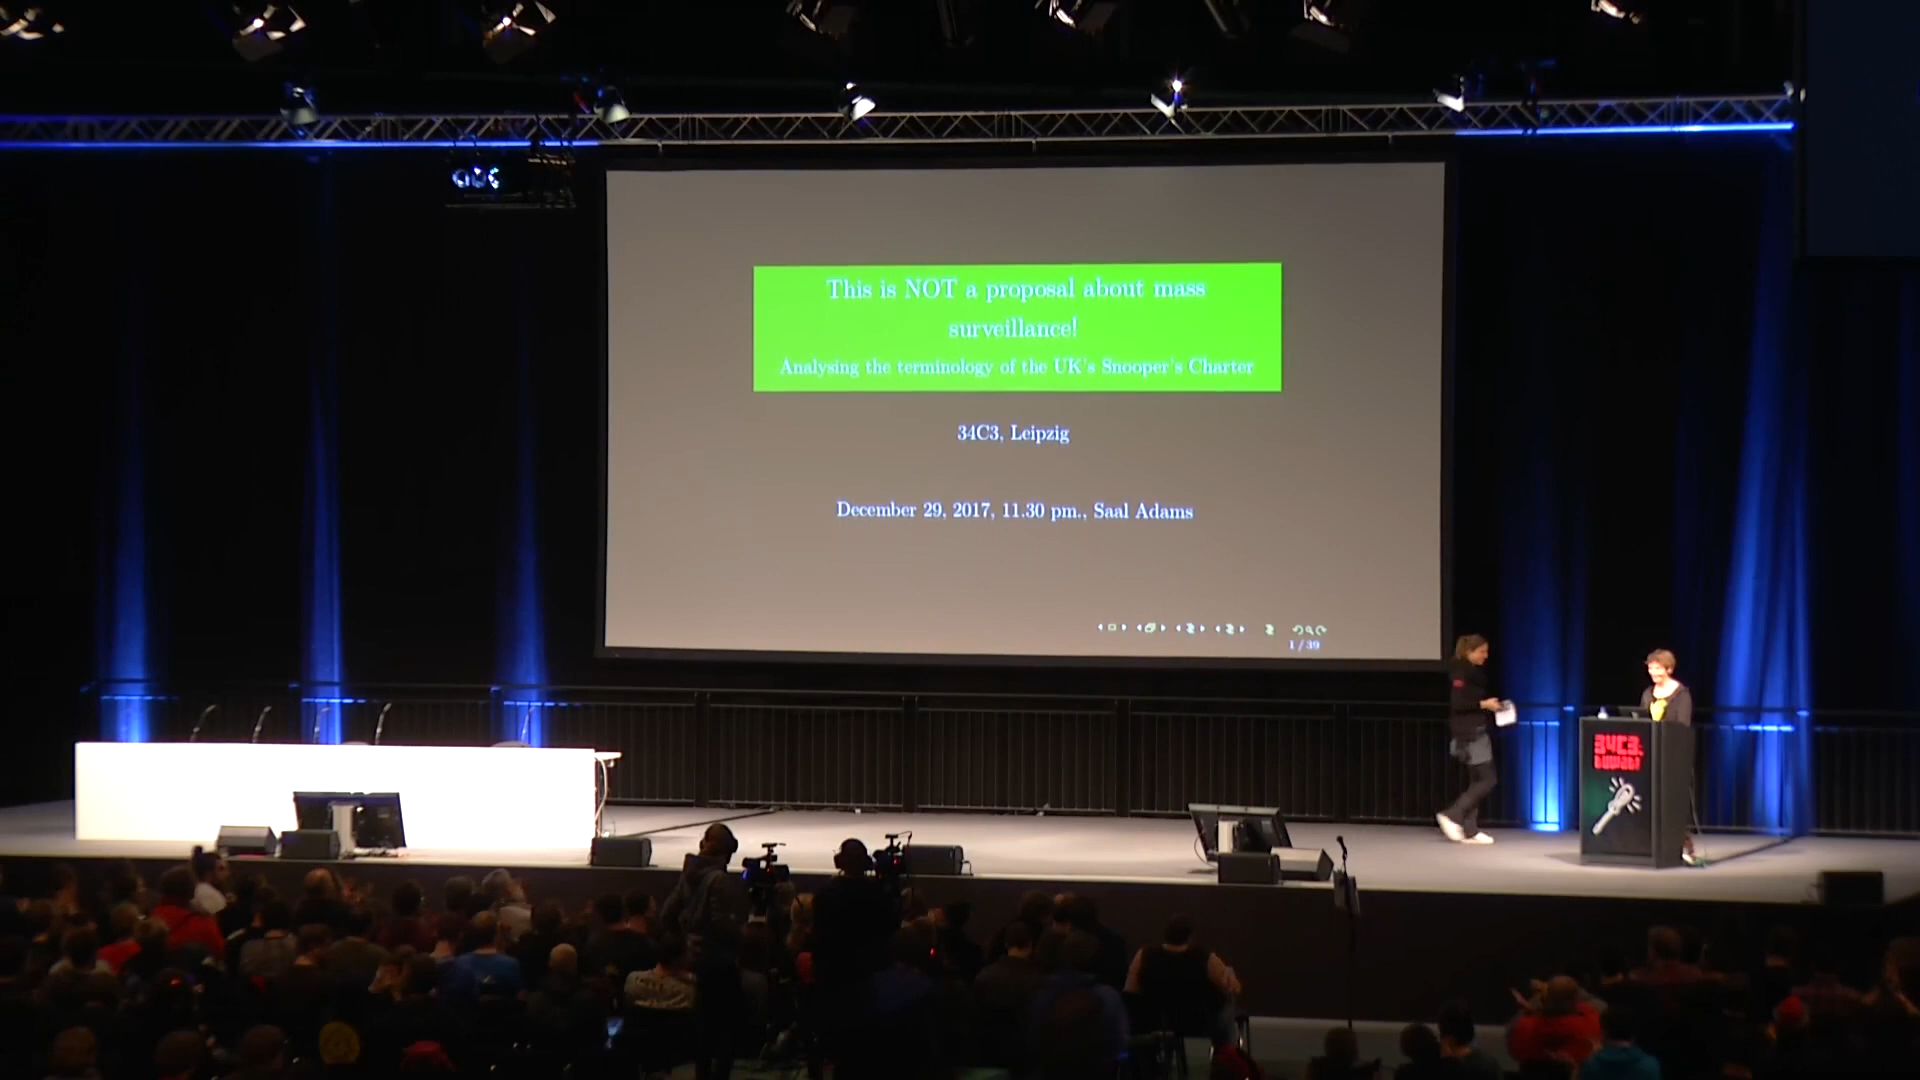 This is NOT a proposal about mass
surveillance!
Analysing the terminology of the UK's Snooper's Charter
34C3, Leipzig
December 29, 2017, 11.30 pm., Saal Adams
1 / 39
34C3.
tuwat!